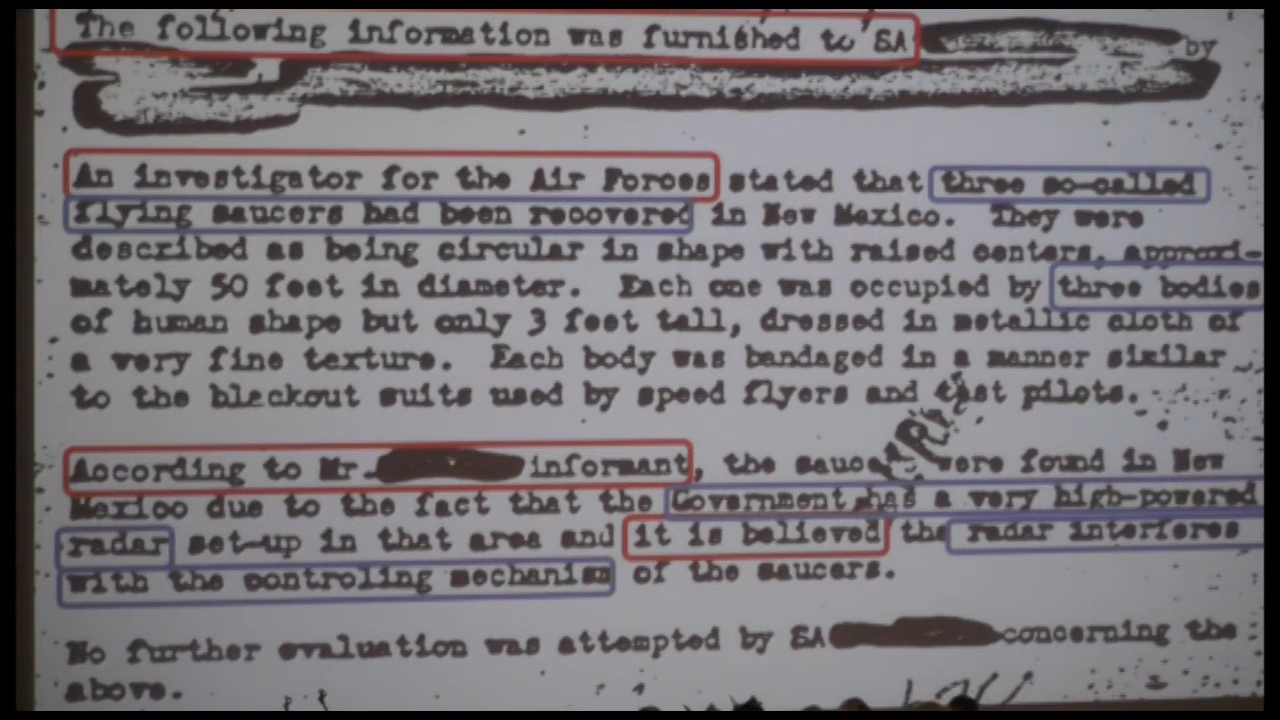 The following information was furnished to SA
by
An investigator for the Air Forces stated that three so-called
flying saucers had been recovered in New Mexico. They were
described as being circular in shape with raised centers, approxi-
mately 50 feet in diameter. Each one was occupied by three bodies
of human shape but only 3 feet tall, dressed in metallic cloth of
a very fine texture. Each body was bandaged in a manner similar
to the blackout suits used by speed flyers and test pilots.
According to Mr. informant, the were found in New
Mexico due to the fact that the Government has a very high-powered
radar set-up in that area and it is believed the radar interferes
with the controling mechanism of the saucers.
No further evaluation was attempted by SA concerning the
above.